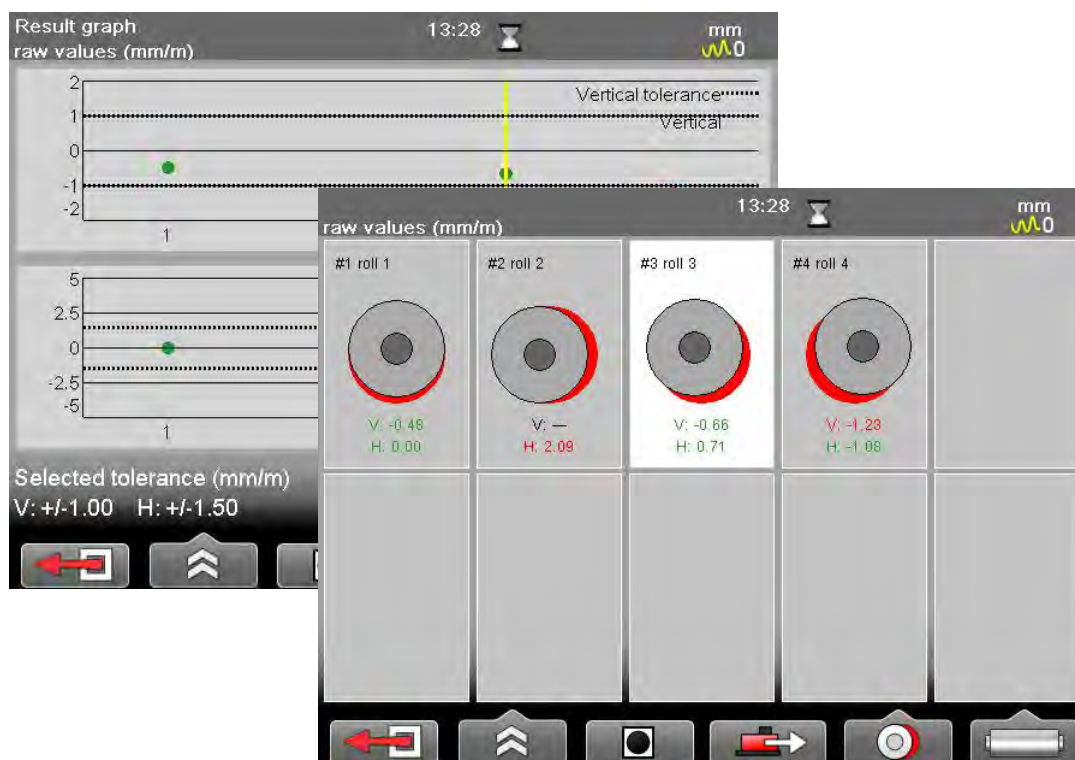 Result graph
raw values (mm/m)
13:28
mm
0
2
1
0
-1
-2
Vertical tolerance
Vertical
1
5
2.5
0
-2.5
-5
1
Selected tolerance (mm/m)
V: +/-1.00 H: +/-1.50
raw values (mm/m)
13:28
mm
0
#1 roll 1
V: -0.48
H: 0.00
#2 roll 2
V: —
H: 2.09
#3 roll 3
V: -0.66
H: 0.71
#4 roll 4
V: -1.23
H: -1.08